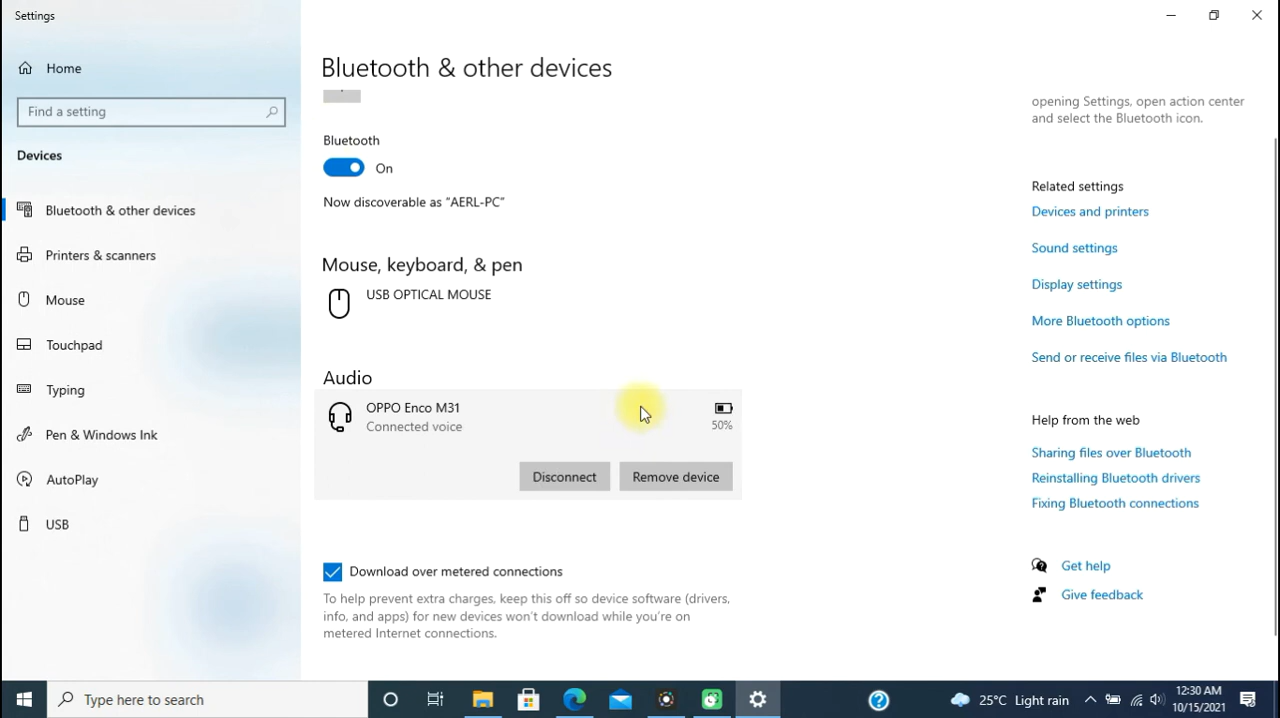 Settings
Home
Find a setting
Devices
Bluetooth & other devices
Printers & scanners
Mouse
Touchpad
Typing
Pen & Windows Ink
AutoPlay
USB
Bluetooth & other devices
Bluetooth
On
Now discoverable as “AERL-PC”
Mouse, keyboard, & pen
USB OPTICAL MOUSE
Audio
OPPO Enco M31
Connected voice
50%
Disconnect
Remove device
Download over metered connections
To help prevent extra charges, keep this off so device software (drivers,
info, and apps) for new devices won’t download while you’re on
metered Internet connections.
opening Settings, open action center
and select the Bluetooth icon.
Related settings
Devices and printers
Sound settings
Display settings
More Bluetooth options
Send or receive files via Bluetooth
Help from the web
Sharing files over Bluetooth
Reinstalling Bluetooth drivers
Fixing Bluetooth connections
Get help
Give feedback
Type here to search
25°C Light rain
12:30 AM
10/15/2021